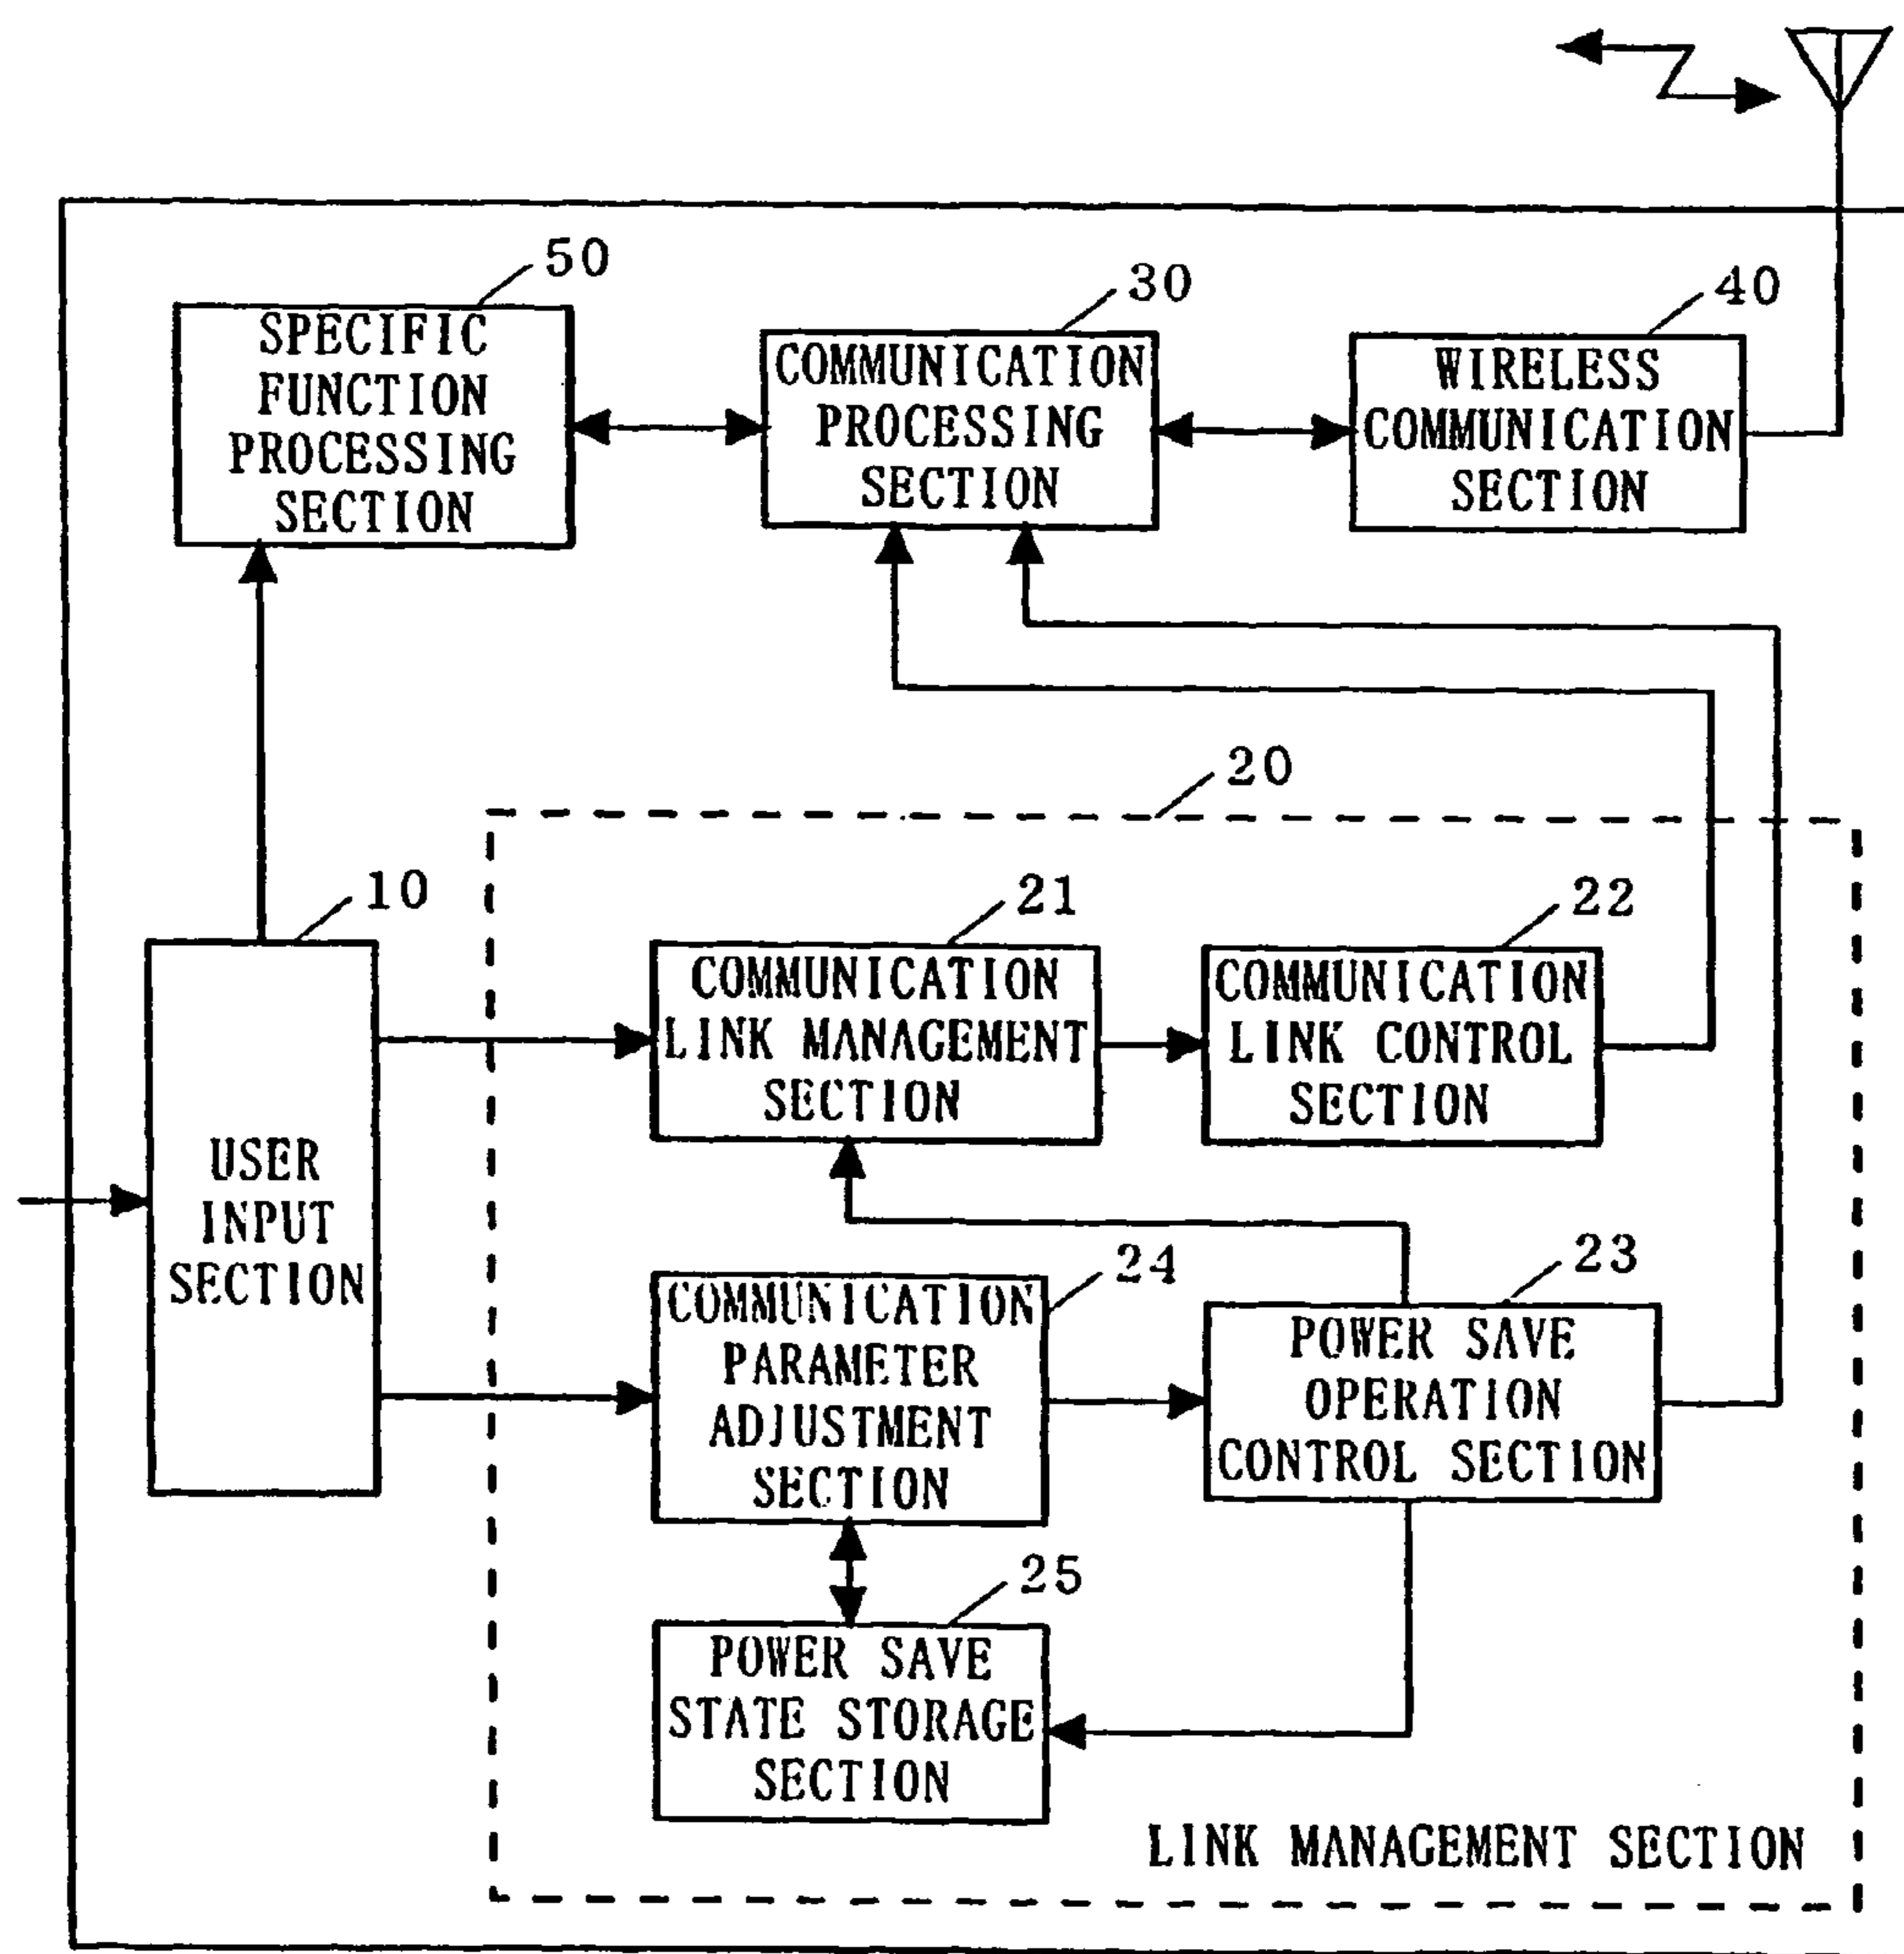 50
30
40
SPECIFIC
FUNCTION
PROCESSING
SECTION
COMMUNICATION
PROCESSING
SECTION
WIRELESS
COMMUNICATION
SECTION
20
10
21
22
USER
INPUT
SECTION
COMMUNICATION
LINK MANAGEMENT
SECTION
COMMUNICATION
LINK CONTROL
SECTION
24
23
COMMUNICATION
PARAMETER
ADJUSTMENT
SECTION
POWER SAVE
OPERATION
CONTROL SECTION
25
POWER SAVE
STATE STORAGE
SECTION
LINK MANAGEMENT SECTION